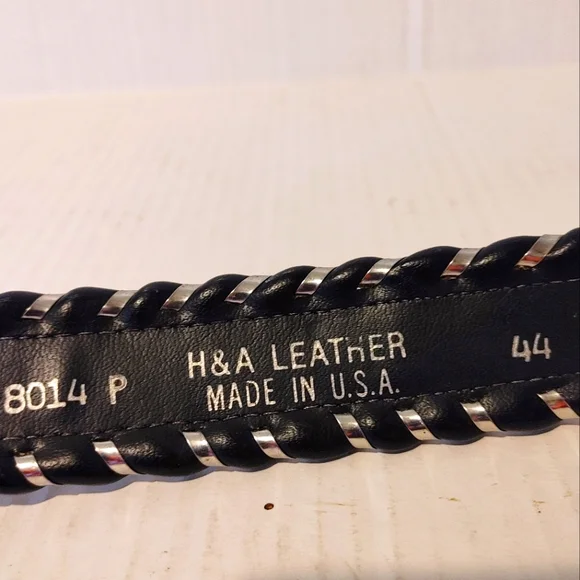 8014 P
H&A LEATHER
MADE IN U.S.A.
44